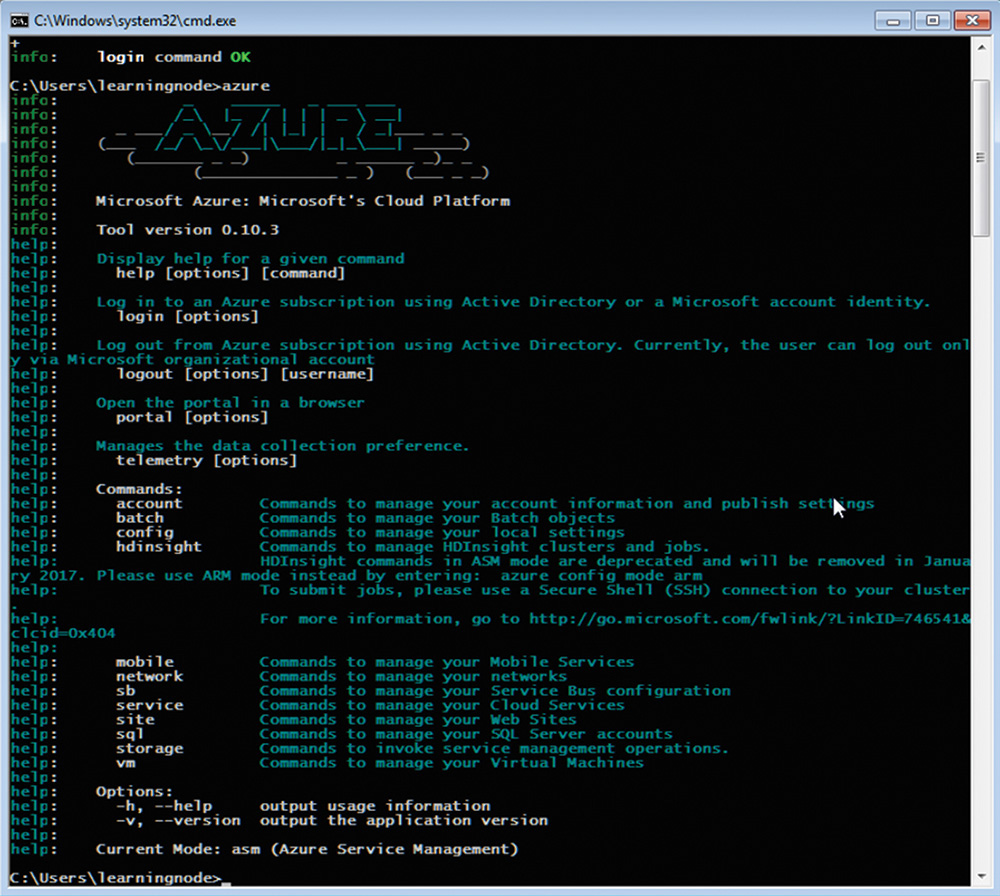 C:\Windows\system32\cmd.exe
+
info:    login command OK
C:\Users\learningnode>azure
info:
info:
info:
info:
info:
info:
info:
info:    Microsoft Azure: Microsoft's Cloud Platform
info:
info:    Tool version 0.10.3
help:
help:    Display help for a given command
help:      help [options] [command]
help:
help:    Log in to an Azure subscription using Active Directory or a Microsoft account identity.
help:      login [options]
help:
help:    Log out from Azure subscription using Active Directory. Currently, the user can log out onl
y via Microsoft organizational account
help:      logout [options] [username]
help:
help:    Open the portal in a browser
help:      portal [options]
help:
help:    Manages the data collection preference.
help:      telemetry [options]
help:
help:    Commands:
help:      account        Commands to manage your account information and publish settings
help:      batch          Commands to manage your Batch objects
help:      config         Commands to manage your local settings
help:      hdinsight      Commands to manage HDInsight clusters and jobs.
help:                     HDInsight commands in ASM mode are deprecated and will be removed in Janua
ry 2017. Please use ARM mode instead by entering:  azure config mode arm
help:                     To submit jobs, please use a Secure Shell (SSH) connection to your cluster
.
help:                     For more information, go to http://go.microsoft.com/fwlink/?LinkID=746541&
clcid=0x404
help:
help:      mobile         Commands to manage your Mobile Services
help:      network        Commands to manage your networks
help:      sb             Commands to manage your Service Bus configuration
help:      service        Commands to manage your Cloud Services
help:      site           Commands to manage your Web Sites
help:      sql            Commands to manage your SQL Server accounts
help:      storage        Commands to invoke service management operations.
help:      vm             Commands to manage your Virtual Machines
help:
help:    Options:
help:      -h, --help     output usage information
help:      -v, --version  output the application version
help:
help:    Current Mode: asm (Azure Service Management)
C:\Users\learningnode>_